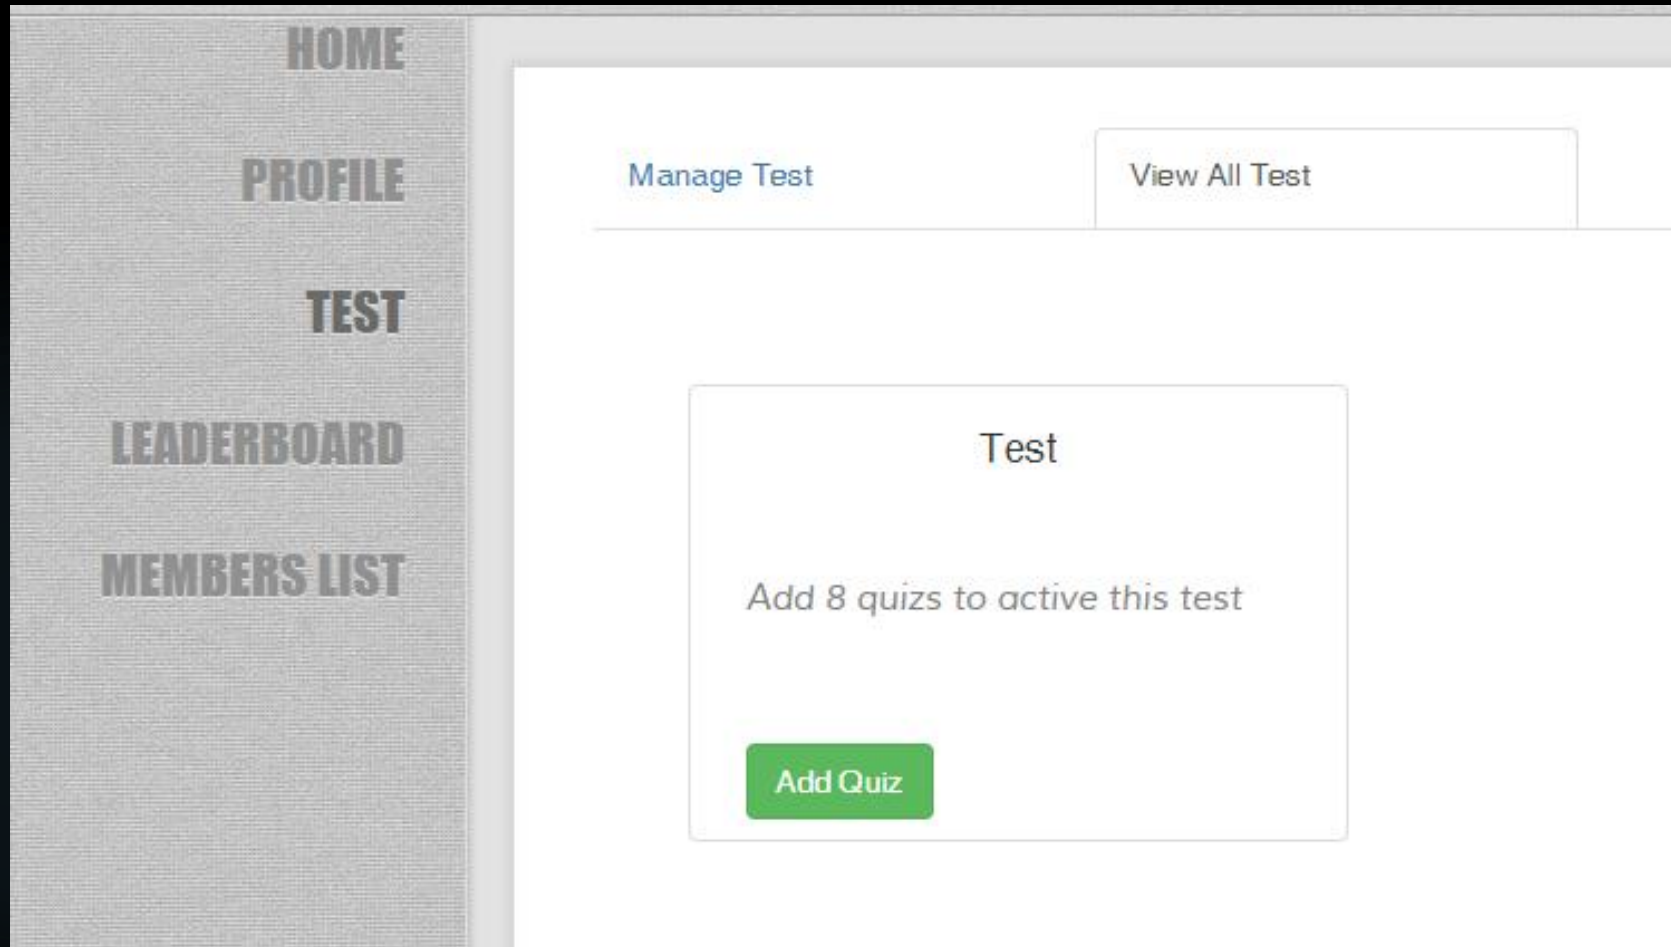 HOME
PROFILE
TEST
LEADERBOARD
MEMBERS LIST
Manage Test
View All Test
Test
Add 8 quizs to active this test
Add Quiz